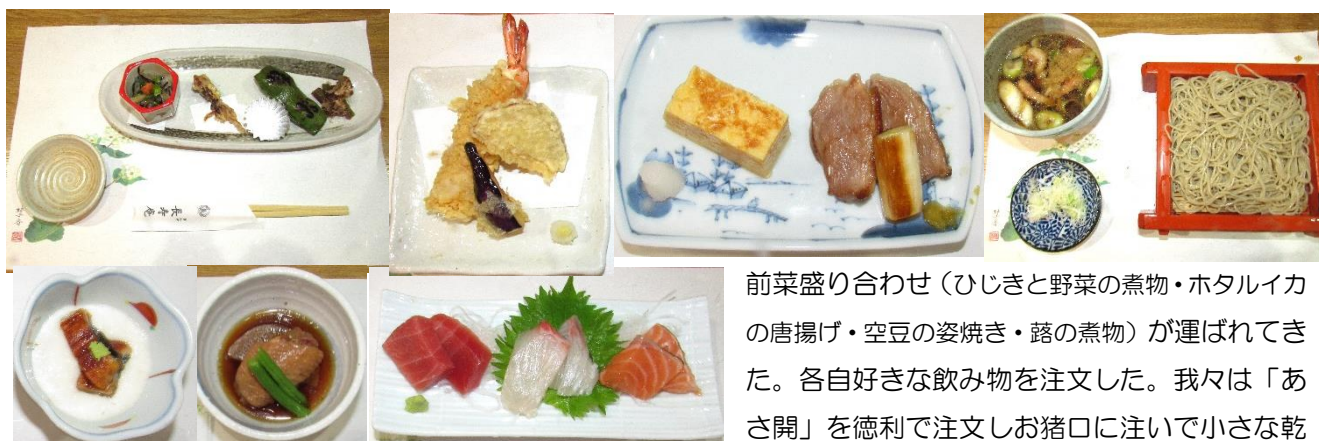 長寿庵
前菜盛り合わせ（ひじきと野菜の煮物・ホタルイカ
の唐揚げ・空豆の姿焼き・蕗の煮物）が運ばれてき
た。各自好きな飲み物を注文した。我々は「あ
さ開」を徳利で注文しお猪口に注いで小さな乾